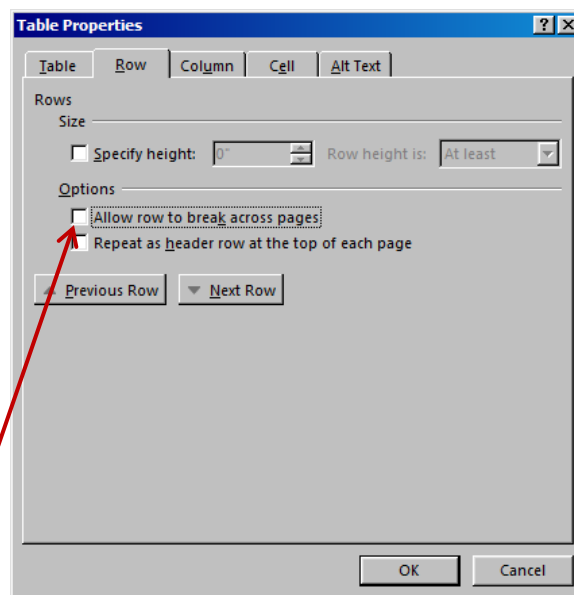 Table Properties
Table Row Column Cell Alt Text
Rows
Size
Specify height: 0" Row height is: At least
Options
Allow row to break across pages
Repeat as header row at the top of each page
Previous Row Next Row
OK Cancel